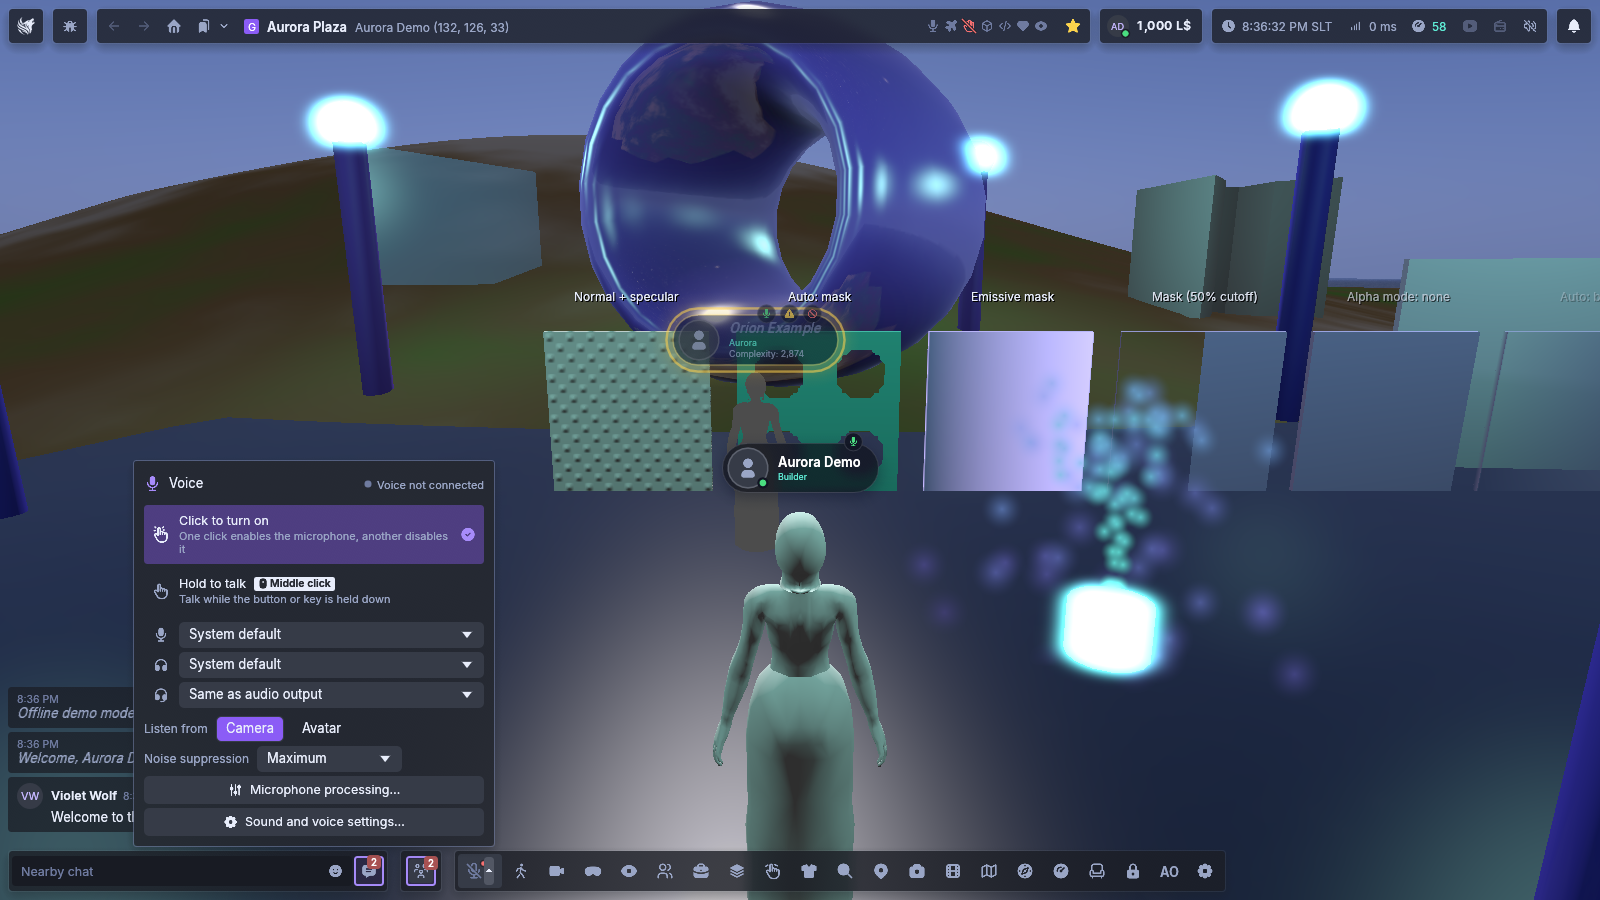 Aurora Plaza Aurora Demo (132, 126, 33)
AD 1,000 L$
8:36:32 PM SLT 0 ms 58
Normal + specular
Auto: mask
Emissive mask
Mask (50% cutoff)
Alpha mode: none
Auto: b
Orion Example
Aurora
Complexity: 2,874
Aurora Demo
Builder
Voice
Voice not connected
Click to turn on
One click enables the microphone, another disables
it
Hold to talk Middle click
Talk while the button or key is held down
System default
System default
Same as audio output
Listen from Camera Avatar
Noise suppression Maximum
Microphone processing...
Sound and voice settings...
8:36 PM
Offline demo mode
8:36 PM
Welcome, Aurora D
VW Violet Wolf 8:
Welcome to th
Nearby chat
2
2
AO